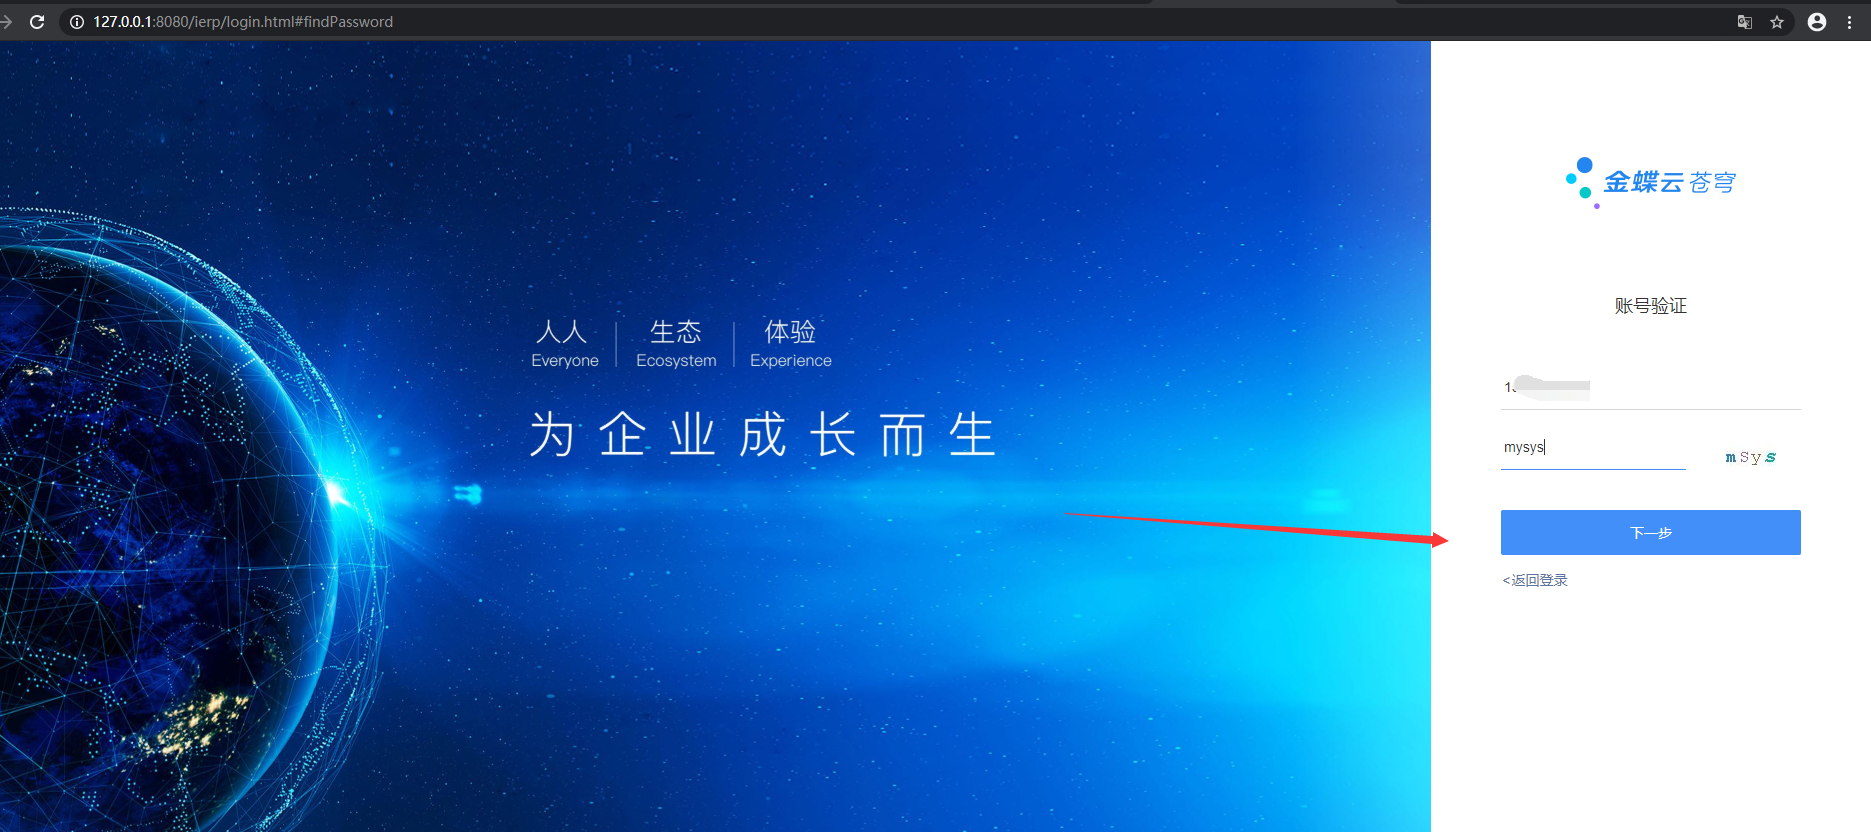 127.0.0.1:8080/ierp/login.html#findPassword
金蝶云 苍穹
人人 生态 体验
Everyone Ecosystem Experience
为企业成长而生
账号验证
mysys
mSys
下一步
<返回登录